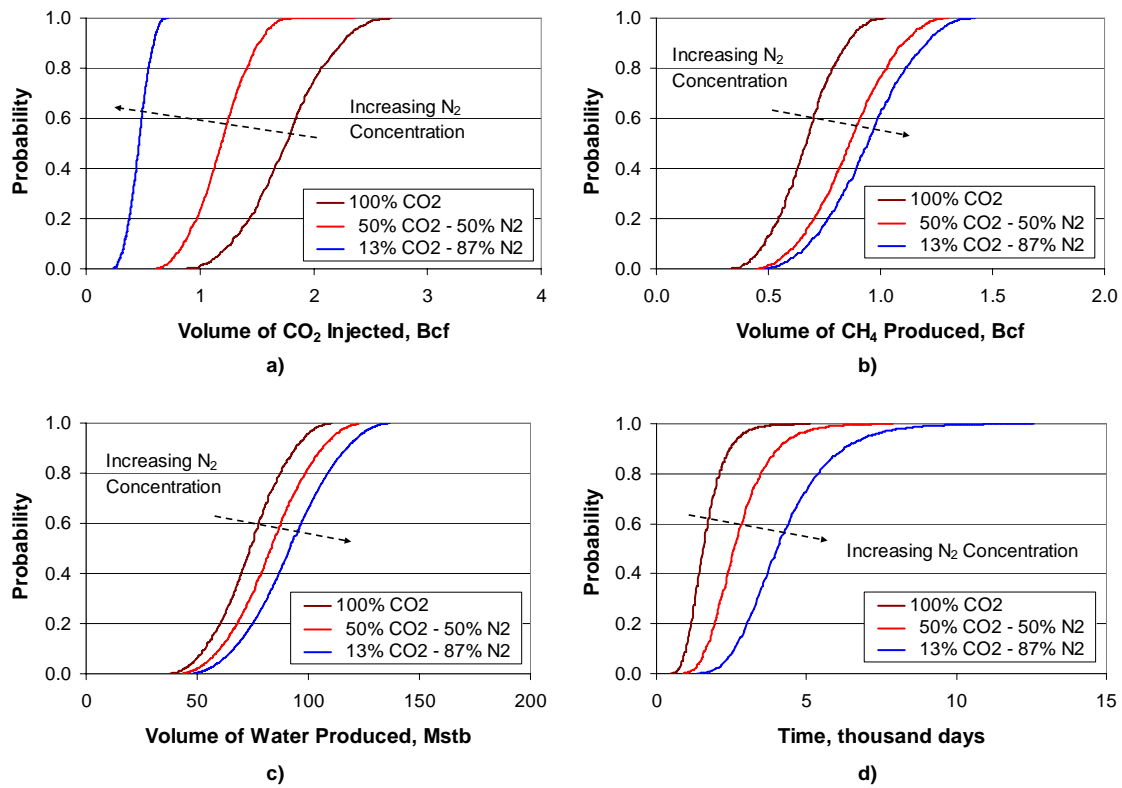 1.0
0.8
0.6
0.4
0.2
0.0
Probability
Increasing N₂
Concentration
100% CO2
50% CO2 - 50% N2
13% CO2 - 87% N2
0 1 2 3 4
Volume of CO₂ Injected, Bcf
a)
1.0
0.8
0.6
0.4
0.2
0.0
Probability
Increasing N₂
Concentration
100% CO2
50% CO2 - 50% N2
13% CO2 - 87% N2
0.0 0.5 1.0 1.5 2.0
Volume of CH₄ Produced, Bcf
b)
1.0
0.8
0.6
0.4
0.2
0.0
Probability
Increasing N₂
Concentration
100% CO2
50% CO2 - 50% N2
13% CO2 - 87% N2
0 50 100 150 200
Volume of Water Produced, Mstb
c)
1.0
0.8
0.6
0.4
0.2
0.0
Probability
Increasing N₂ Concentration
100% CO2
50% CO2 - 50% N2
13% CO2 - 87% N2
0 5 10 15
Time, thousand days
d)